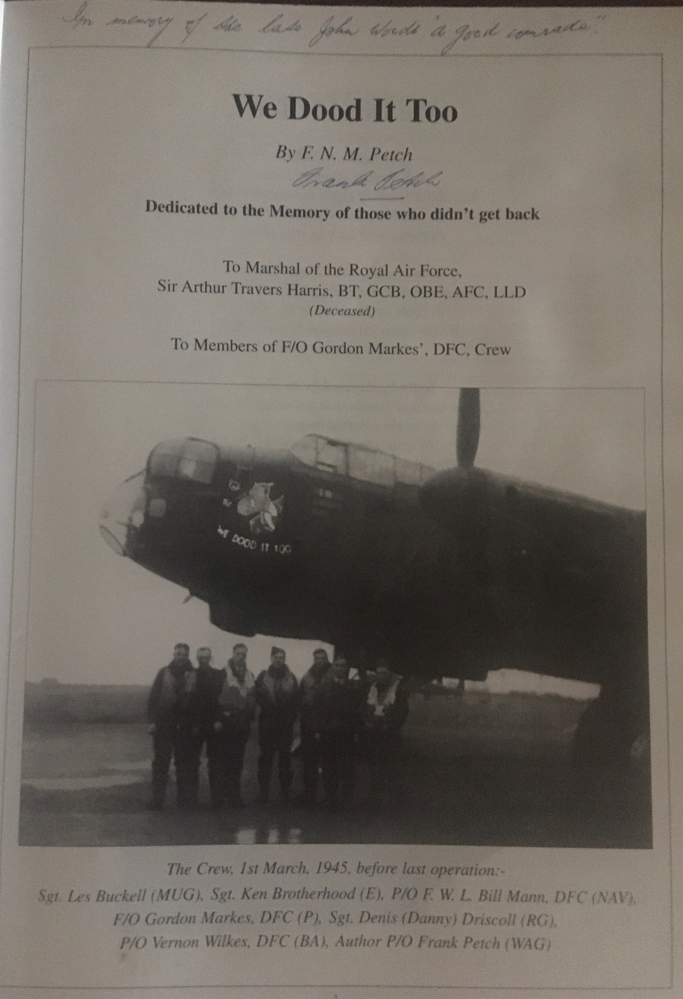 In memory of the late John Woods "a good comrade".
We Dood It Too
By F. N. M. Petch
Frank Petch
Dedicated to the Memory of those who didn't get back
To Marshal of the Royal Air Force,
Sir Arthur Travers Harris, BT, GCB, OBE, AFC, LLD
(Deceased)
To Members of F/O Gordon Markes', DFC, Crew
WE DOOD IT TOO
The Crew, 1st March, 1945, before last operation:-
Sgt. Les Buckell (MUG), Sgt. Ken Brotherhood (E), P/O F. W. L. Bill Mann, DFC (NAV),
F/O Gordon Markes, DFC (P), Sgt. Denis (Danny) Driscoll (RG),
P/O Vernon Wilkes, DFC (BA), Author P/O Frank Petch (WAG)